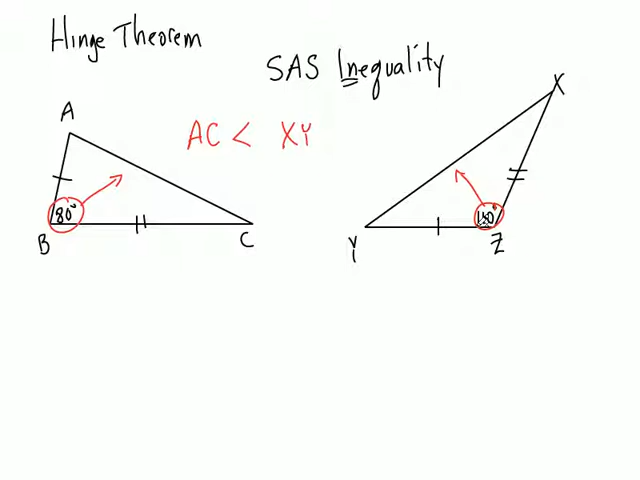 Hinge Theorem
SAS Inequality
X
A
AC < XY
80°
B
C
Y
Z